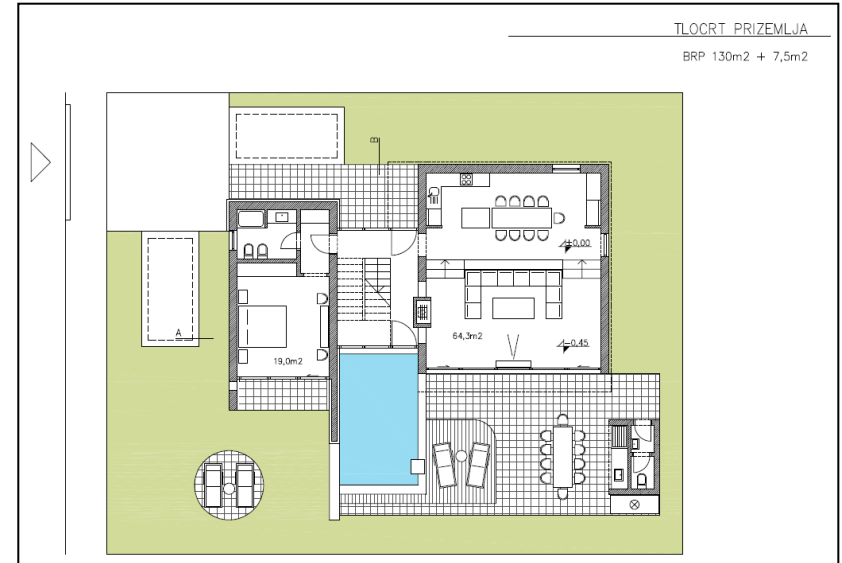 TLOCRT PRIZEMLJA
BRP 130m2 + 7,5m2
B
±0,00
A
64,3m2
-0,45
19,0m2